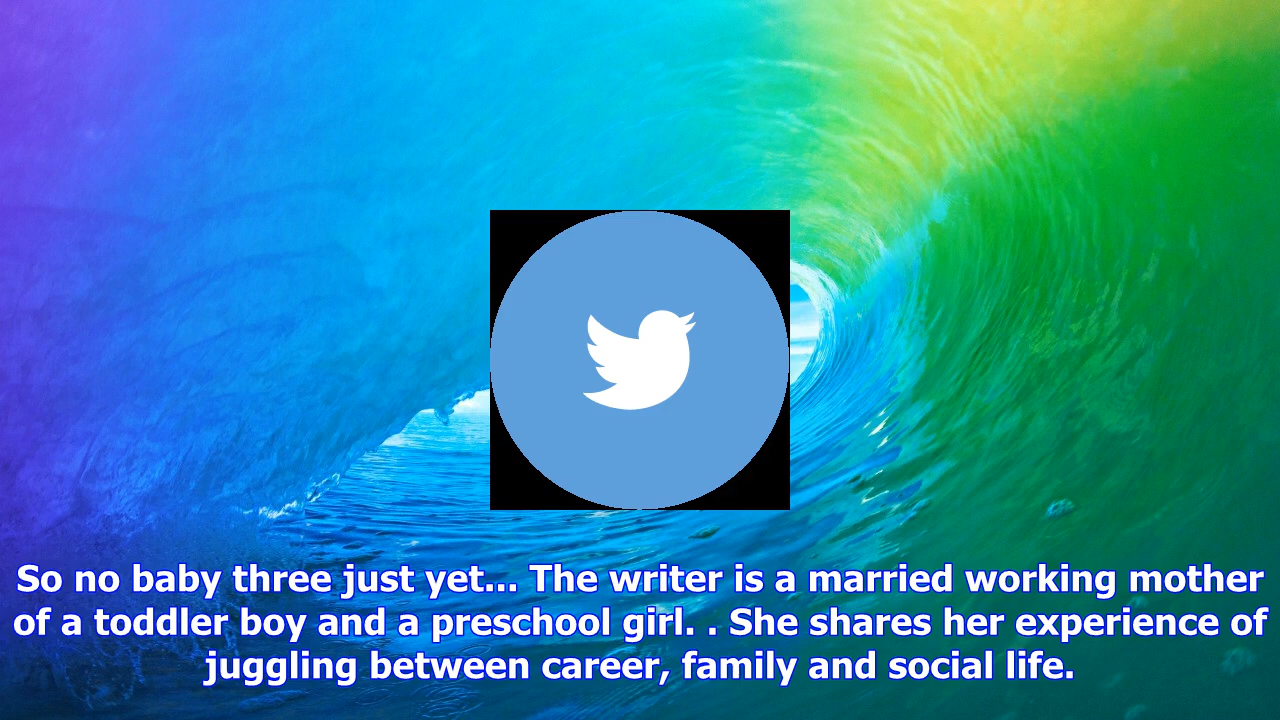 So no baby three just yet... The writer is a married working mother
of a toddler boy and a preschool girl. . She shares her experience of
juggling between career, family and social life.